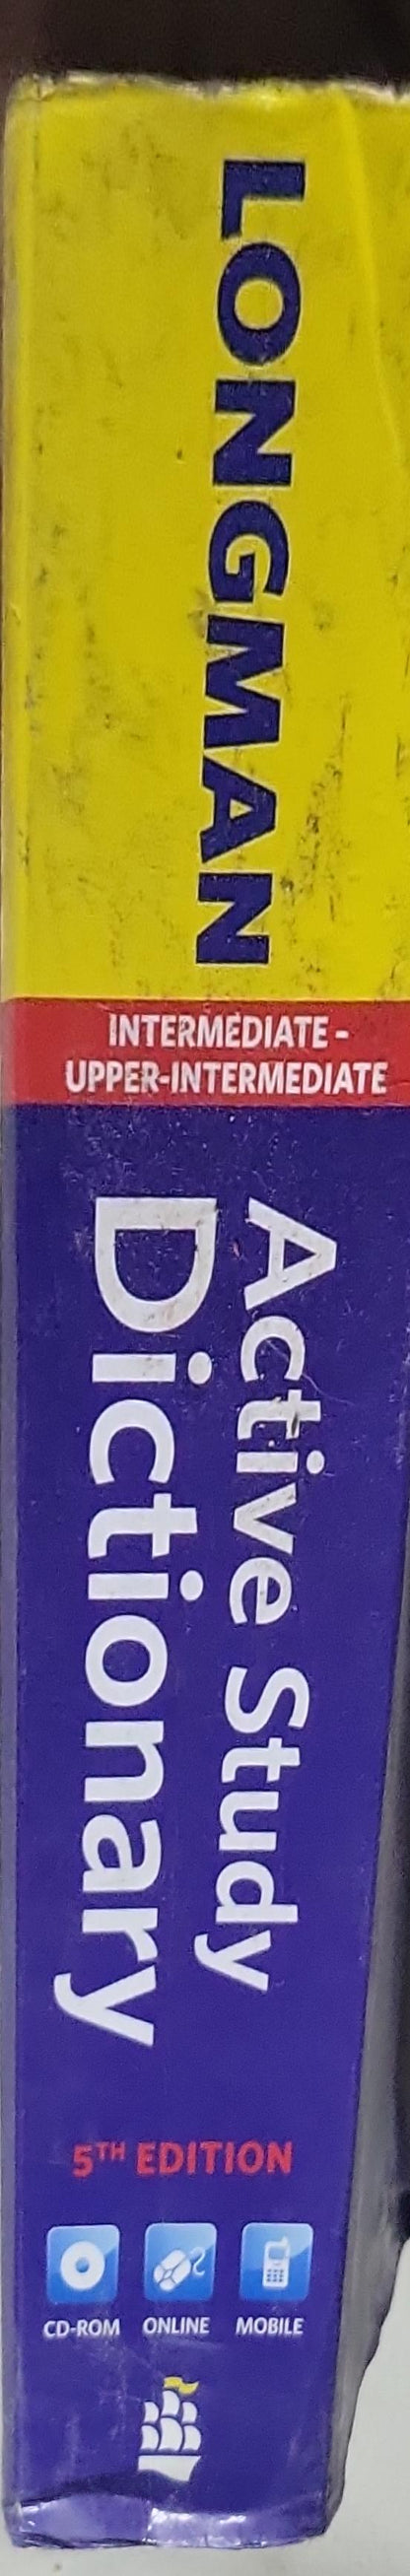 LONGMAN
INTERMEDIATE -
UPPER-INTERMEDIATE
Active Study
Dictionary
5TH EDITION
CD-ROM ONLINE MOBILE